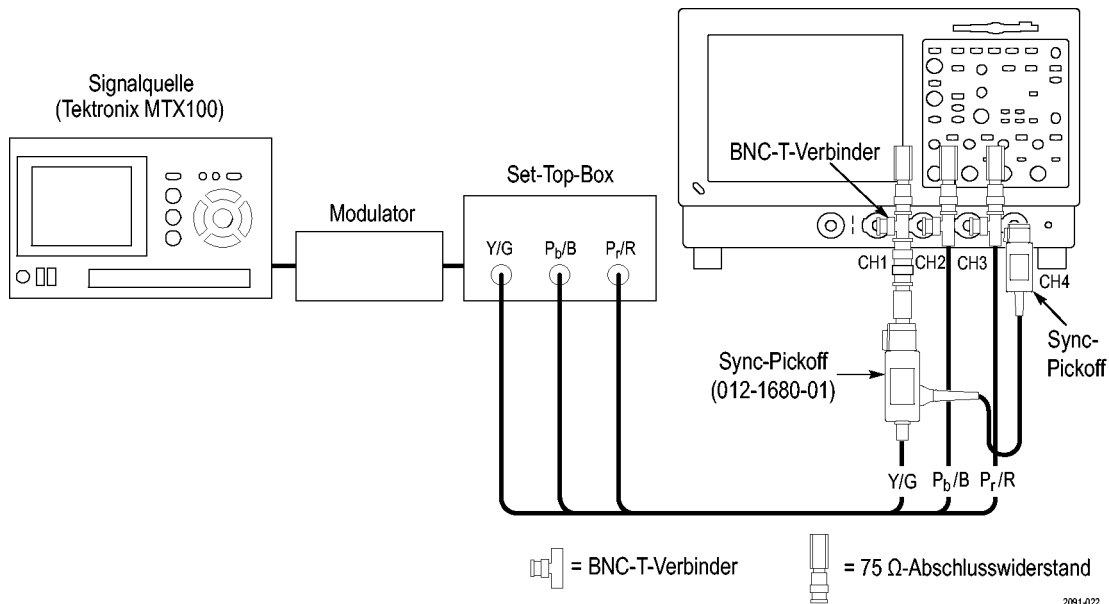 Signalquelle
(Tektronix MTX100)
Modulator
Set-Top-Box
Y/G Pb/B Pr/R
BNC-T-Verbinder
CH1 CH2 CH3 CH4
Sync-Pickoff
(012-1680-01)
Sync-
Pickoff
Y/G Pb/B Pr/R
= BNC-T-Verbinder
= 75 Ω-Abschlusswiderstand
2091-022